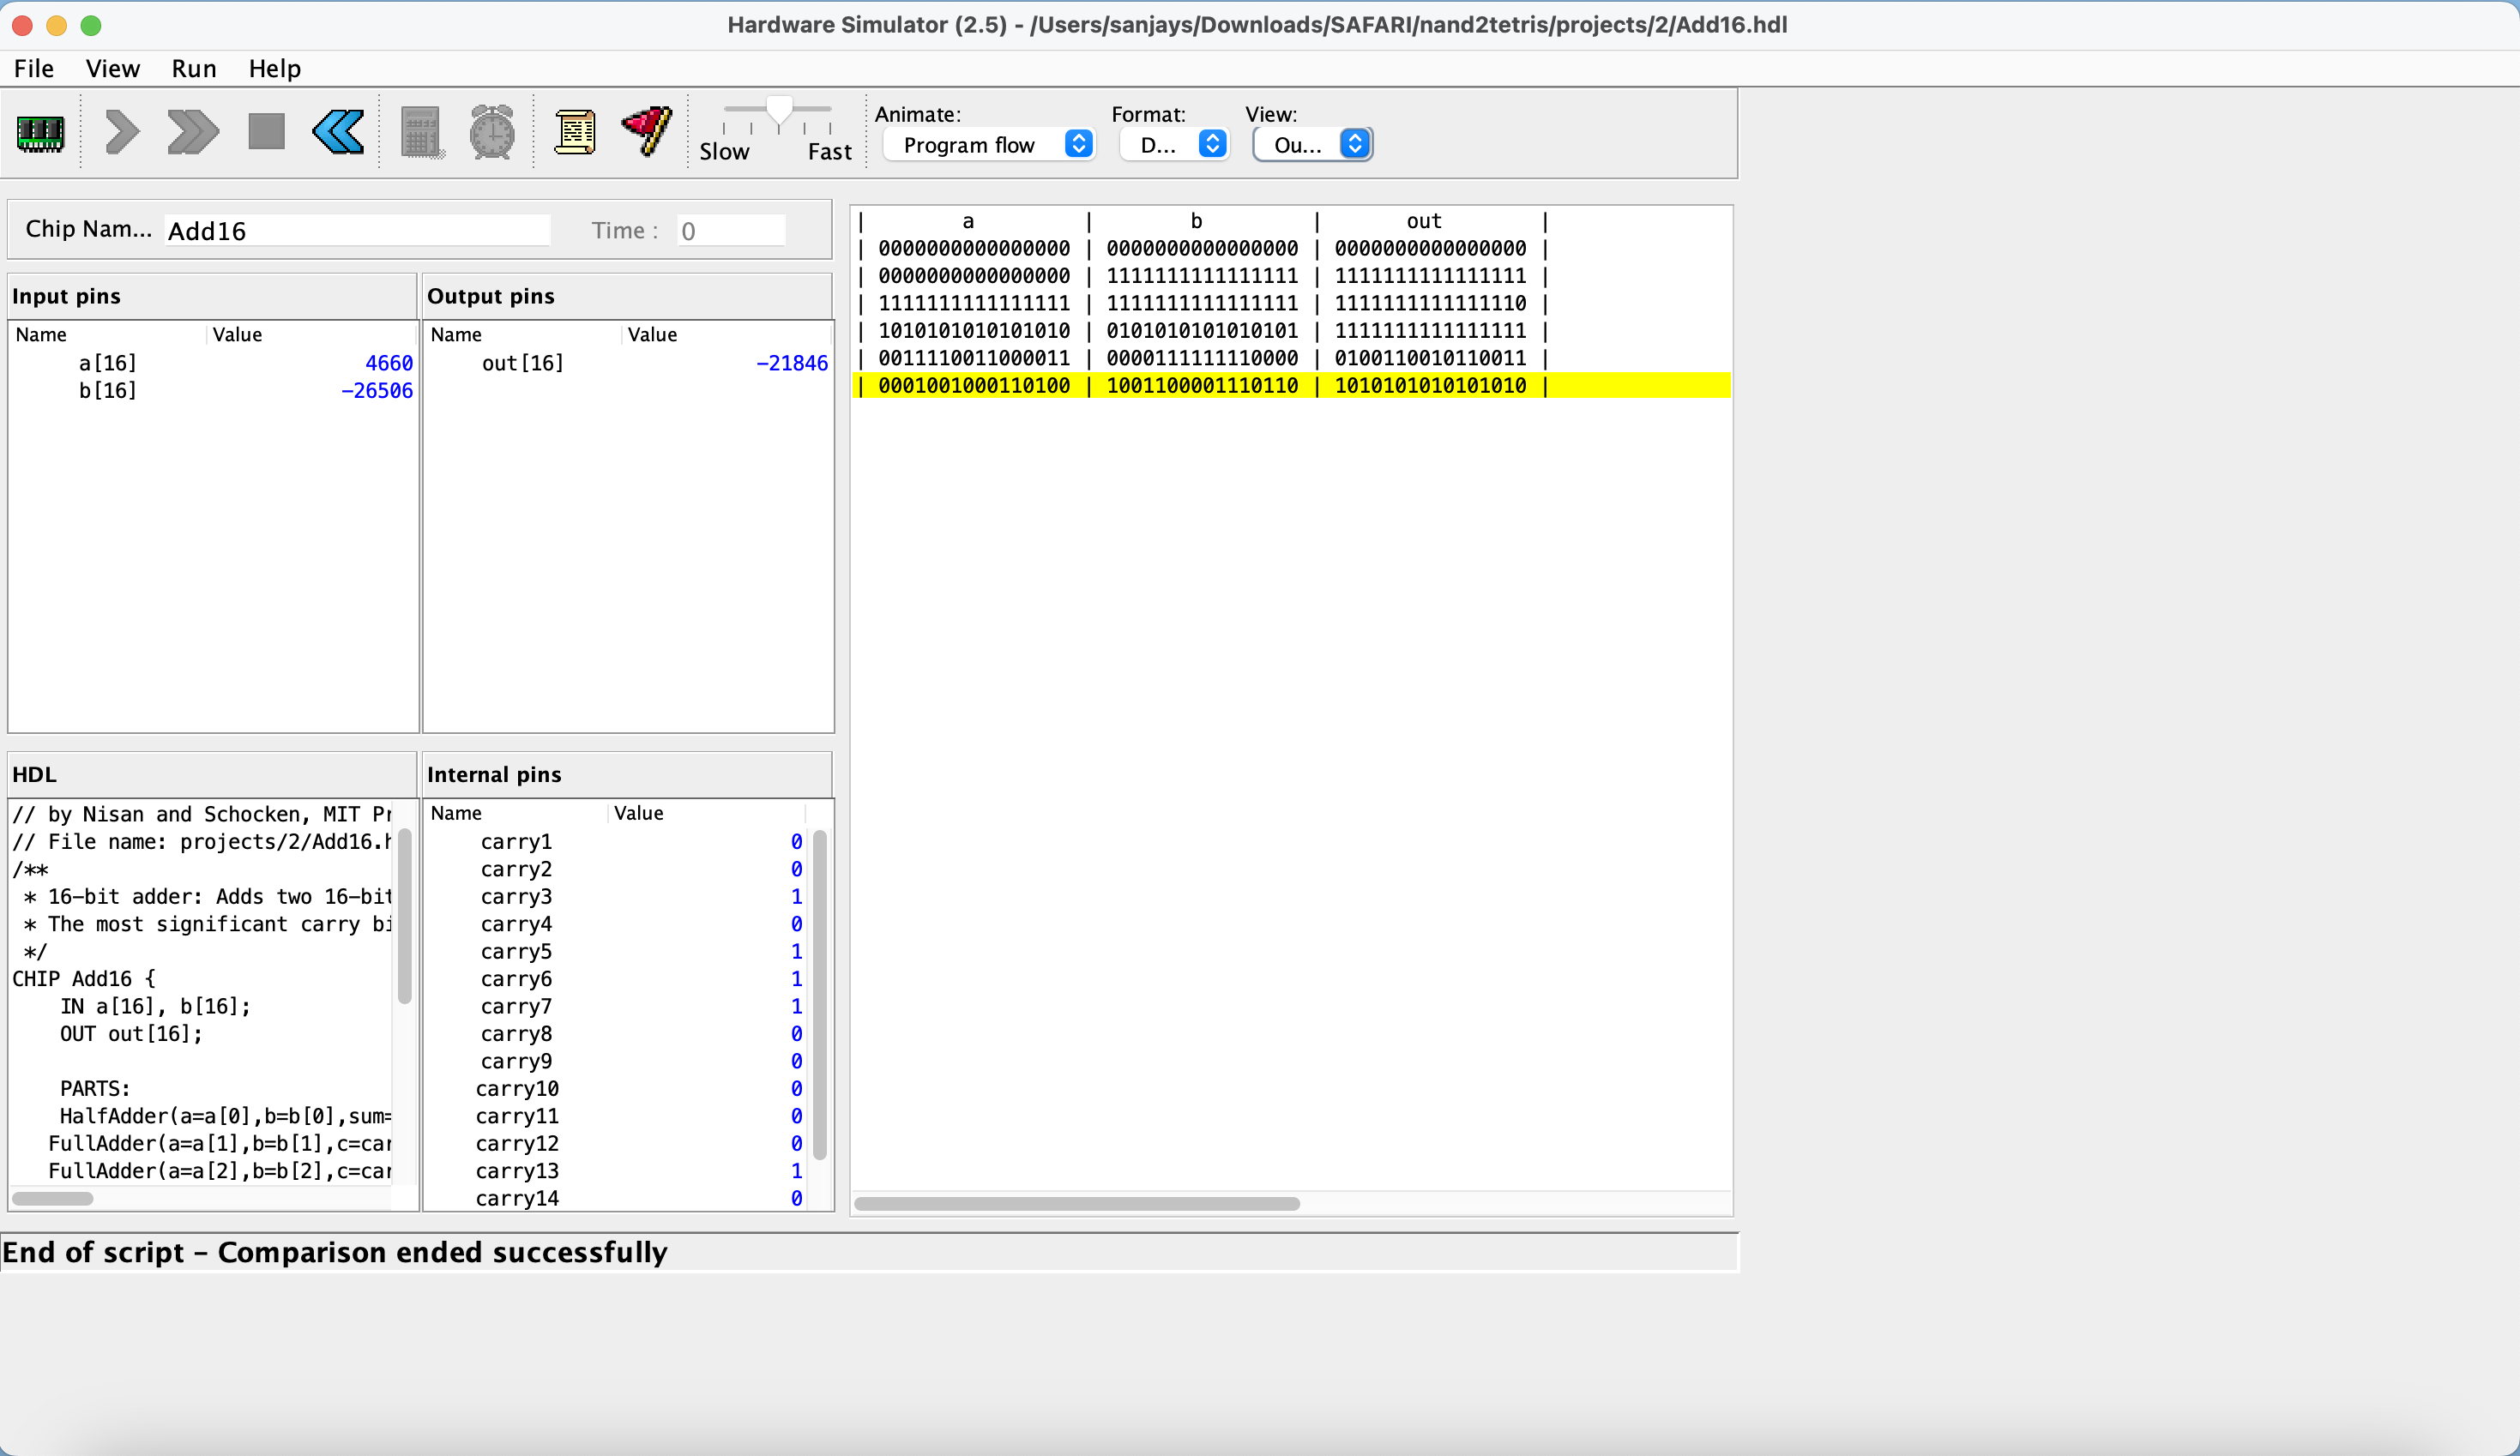 Hardware Simulator (2.5) - /Users/sanjays/Downloads/SAFARI/nand2tetris/projects/2/Add16.hdl
File View Run Help
Slow Fast
Animate: Format: View:
Program flow D... Ou...
Chip Nam... Add16 Time : 0
Input pins
Name Value
a[16] 4660
b[16] -26506
Output pins
Name Value
out[16] -21846
HDL
// by Nisan and Schocken, MIT Pr
// File name: projects/2/Add16.h
/**
* 16-bit adder: Adds two 16-bit
* The most significant carry bi
*/
CHIP Add16 {
IN a[16], b[16];
OUT out[16];
PARTS:
HalfAdder(a=a[0],b=b[0],sum=
FullAdder(a=a[1],b=b[1],c=car
FullAdder(a=a[2],b=b[2],c=car
Internal pins
Name Value
carry1 0
carry2 0
carry3 1
carry4 0
carry5 1
carry6 1
carry7 1
carry8 0
carry9 0
carry10 0
carry11 0
carry12 0
carry13 1
carry14 0
| a | b | out |
| 0000000000000000 | 0000000000000000 | 0000000000000000 |
| 0000000000000000 | 1111111111111111 | 1111111111111111 |
| 1111111111111111 | 1111111111111111 | 1111111111111110 |
| 1010101010101010 | 0101010101010101 | 1111111111111111 |
| 0011110011000011 | 0000111111110000 | 0100110010110011 |
| 0001001000110100 | 1001100001110110 | 1010101010101010 |
End of script - Comparison ended successfully